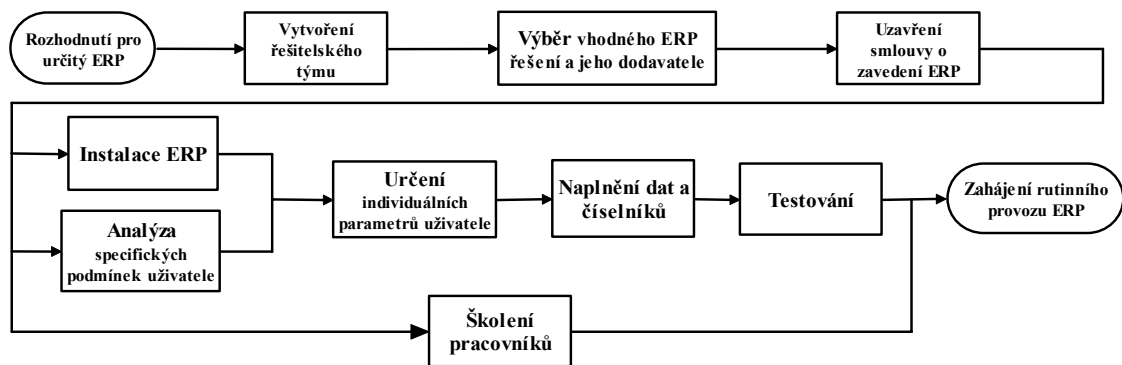 Rozhodnutí pro
určitý ERP
Vytvoření
řešitelského
týmu
Výběr vhodného ERP
řešení a jeho dodavatele
Uzavření
smlouvy o
zavedení ERP
Instalace ERP
Analýza
specifických
podmínek uživatele
Určení
individuálních
parametrů uživatele
Naplnění dat a
číselníků
Testování
Zahájení rutinního
provozu ERP
Školení
pracovníků